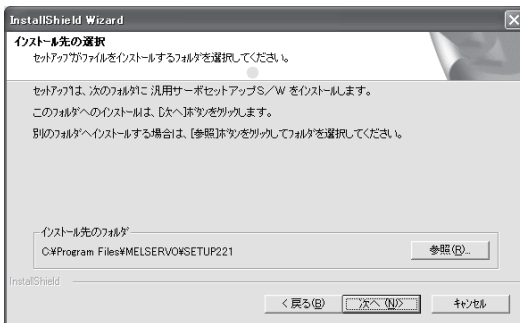 InstallShield Wizard
インストール先の選択
セットアップがファイルをインストールするフォルダを選択してください。
セットアップは、次のフォルダに 汎用サーボセットアップS/W をインストールします。
このフォルダへのインストールは、[次へ]ボタンをクリックします。
別のフォルダへインストールする場合は、[参照]ボタンをクリックしてフォルダを選択してください。
インストール先のフォルダ
C:¥Program Files¥MELSERVO¥SETUP221
参照(R)...
InstallShield
< 戻る(B)
次へ (N)>
キャンセル